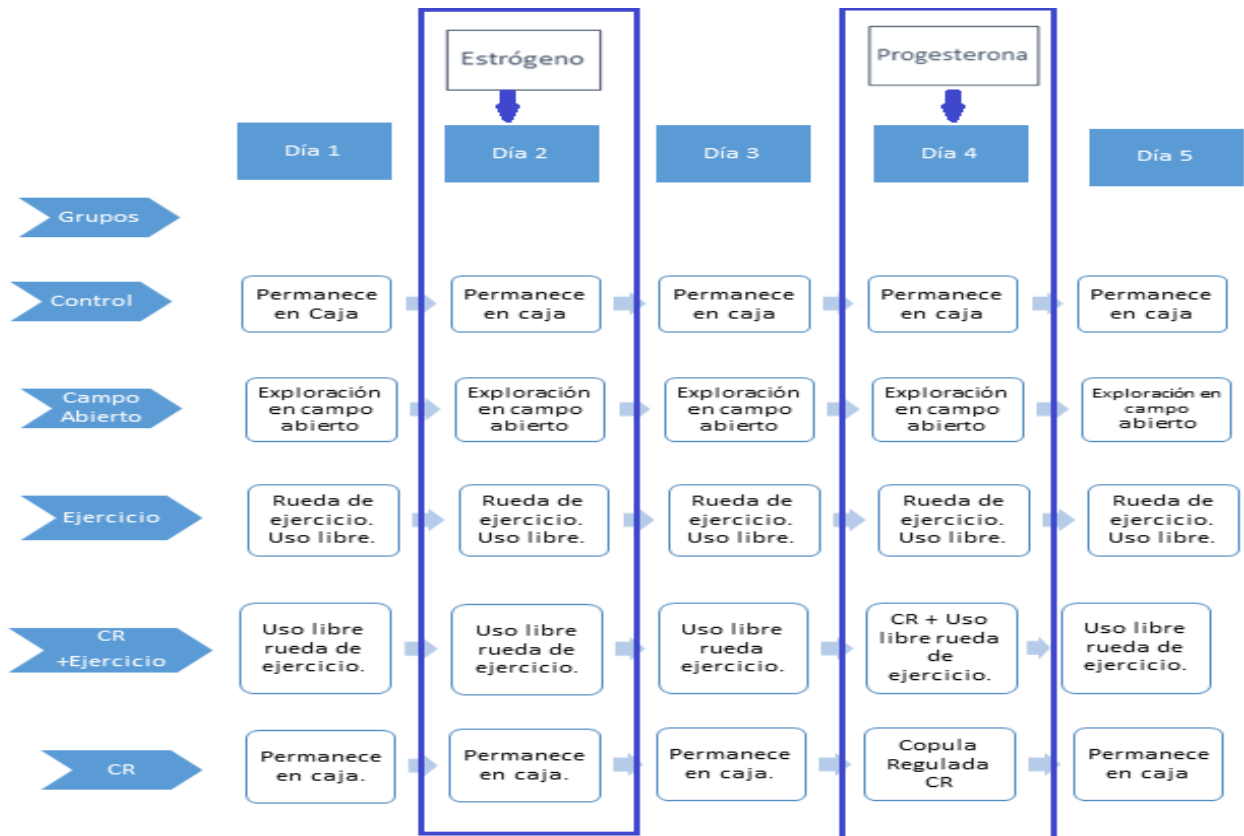 Estrógeno
Progesterona
Día 1
Día 2
Día 3
Día 4
Día 5
Grupos
Control
Permanece
en Caja
Permanece
en caja
Permanece
en caja
Permanece
en caja
Permanece
en caja
Campo
Abierto
Exploración
en campo
abierto
Exploración
en campo
abierto
Exploración
en campo
abierto
Exploración
en campo
abierto
Exploración en
campo
abierto
Ejercicio
Rueda de
ejercicio.
Uso libre.
Rueda de
ejercicio.
Uso libre.
Rueda de
ejercicio.
Uso libre.
Rueda de
ejercicio.
Uso libre.
Rueda de
ejercicio.
Uso libre.
CR
+Ejercicio
Uso libre
rueda de
ejercicio.
Uso libre
rueda de
ejercicio.
Uso libre
rueda
ejercicio.
CR + Uso
libre rueda
de
ejercicio.
Uso libre
rueda de
ejercicio.
CR
Permanece
en caja.
Permanece
en caja.
Permanece
en caja.
Copula
Regulada
CR
Permanece
en caja